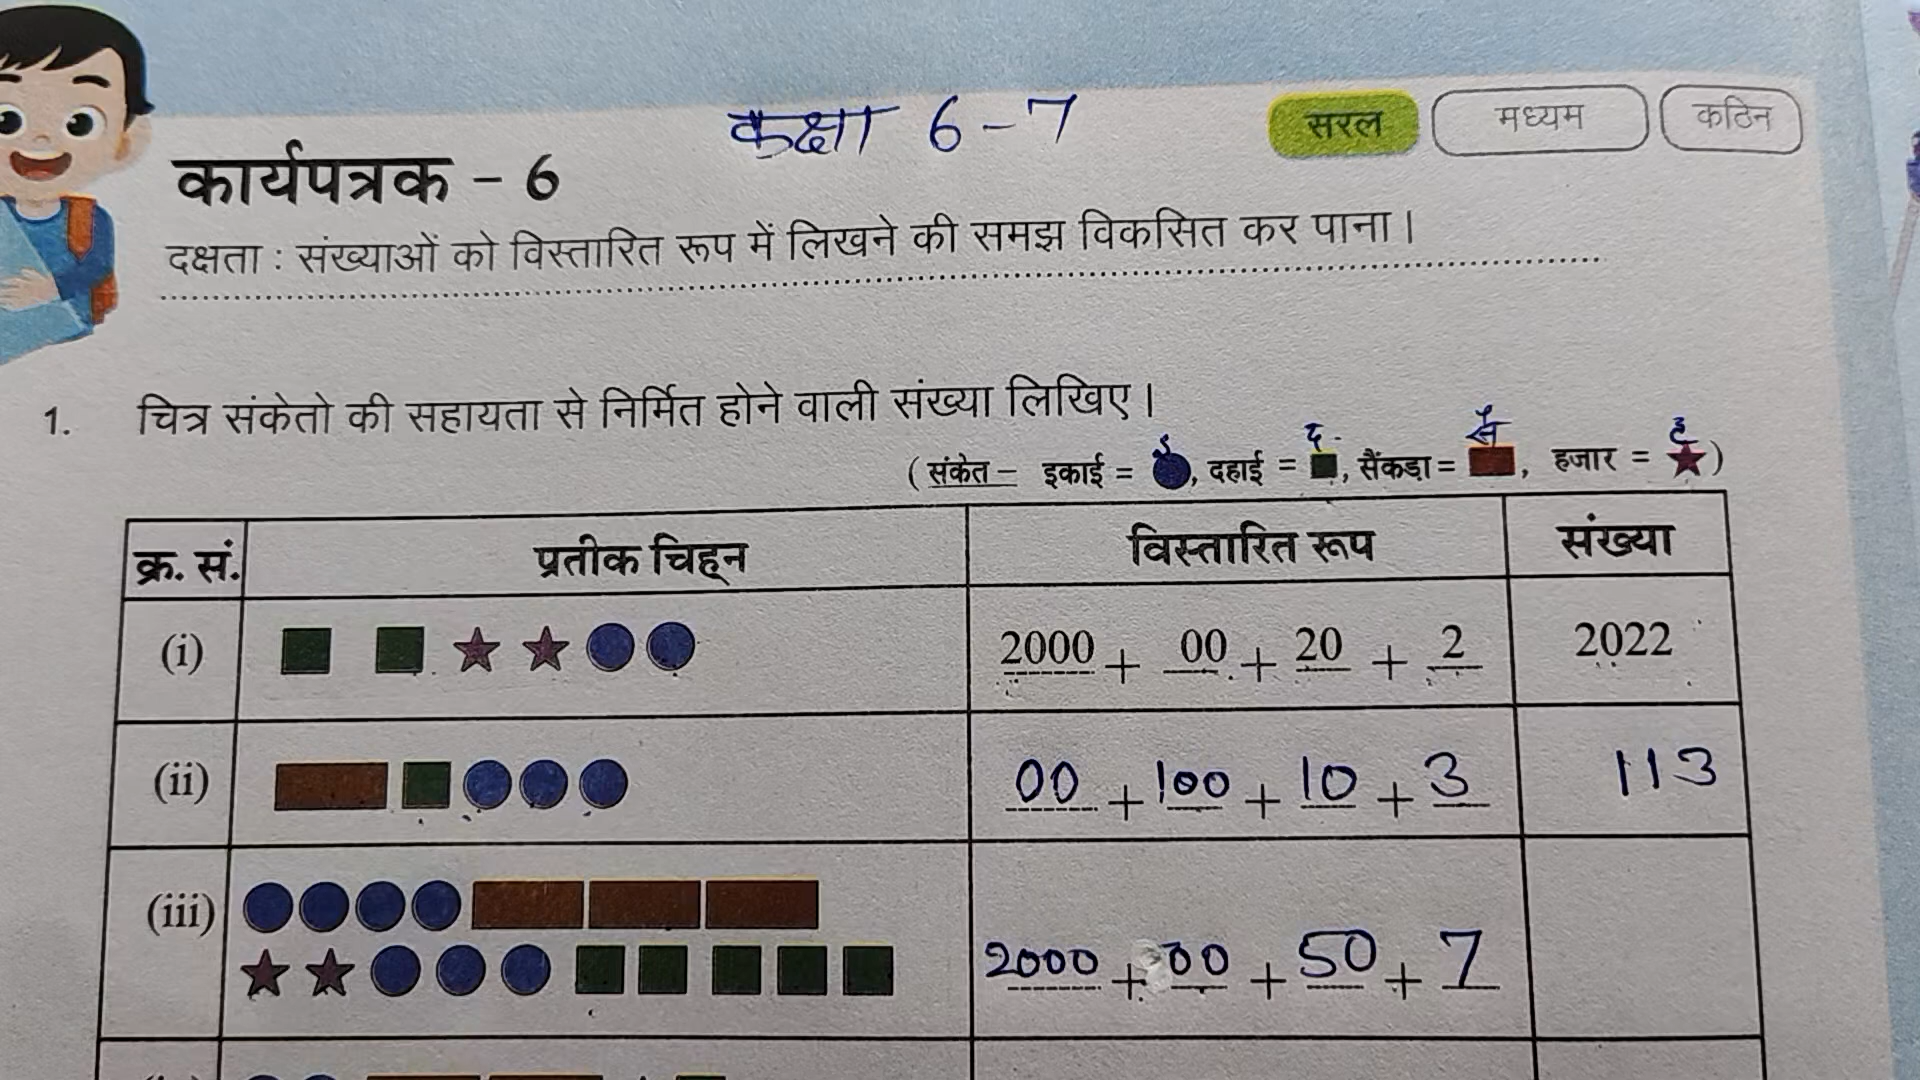 कक्षा 6-7
सरल मध्यम कठिन
कार्यपत्रक - 6
दक्षता : संख्याओं को विस्तारित रूप में लिखने की समझ विकसित कर पाना।
1. चित्र संकेतो की सहायता से निर्मित होने वाली संख्या लिखिए।
द. ह
(संकेत - इकाई = , दहाई = , सैंकड़ा = , हजार = )
क्र. सं. प्रतीक चिह्न विस्तारित रूप संख्या
(i) 2000 + 00 + 20 + 2 2022
(ii) 00 + 100 + 10 + 3 113
(iii)
2000 + 00 + 50 + 7